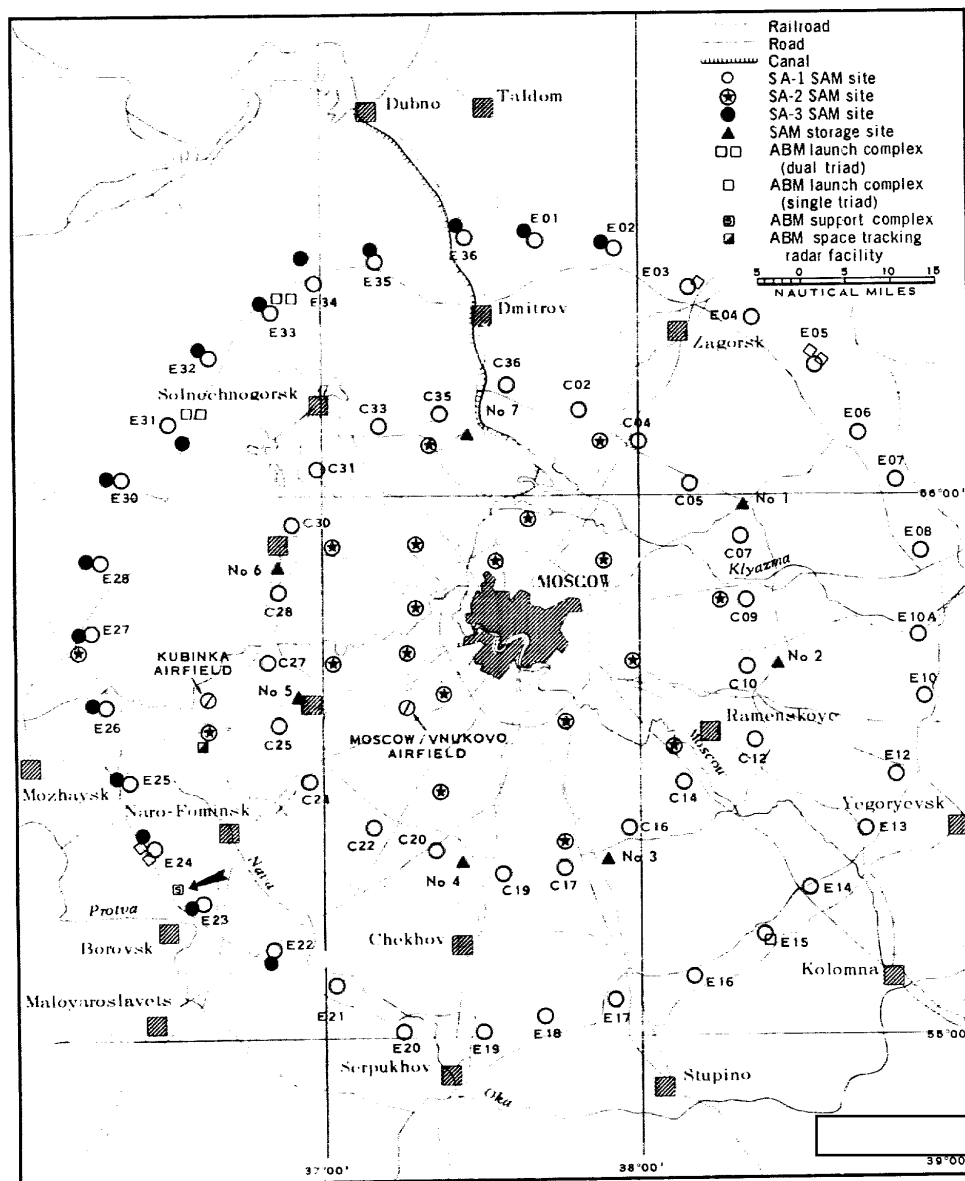 Railroad
Road
Canal
SA-1 SAM site
SA-2 SAM site
SA-3 SAM site
SAM storage site
ABM launch complex
(dual triad)
ABM launch complex
(single triad)
ABM support complex
ABM space tracking
radar facility
5 0 5 10 15
NAUTICAL MILES
Dubno
Taldom
E01
E02
E36
E35
E03
E34
E04
E33
Dmitrov
Zagorsk
E05
E32
Solnechnogorsk
C36
C35
C02
No 7
E31
C33
C04
E06
C31
E07
E30
C05
No 1
56°00'
C30
C07
E08
Klyazma
E28
No 6
MOSCOW
C28
C09
E27
E10A
KUBINKA
AIRFIELD
C27
C10
No 2
No 5
E10
E26
Ramenskoye
MOSCOW/VNUKOVO
AIRFIELD
C25
Moscow
C12
E12
Mozhaysk
E25
C24
C14
Naro-Fominsk
Yegoryevsk
C22
C20
C16
E13
E24
No 4
C19
C17
No 3
Nara
E14
Protva
E23
Borovsk
E22
Chekhov
E15
Kolomna
E16
Maloyaroslavets
E21
E17
E18
E20
E19
55°00'
Serpukhov
Oka
Stupino
37°00'
38°00'
39°00'